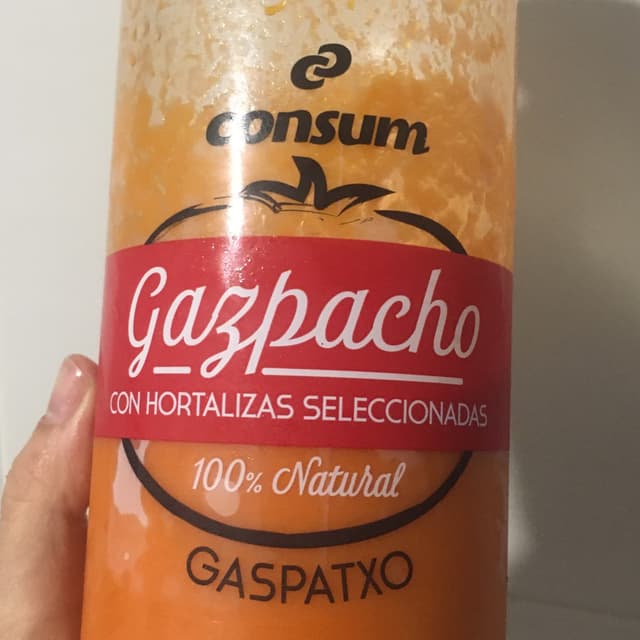 consum
Gazpacho
CON HORTALIZAS SELECCIONADAS
100% Natural
GASPATXO